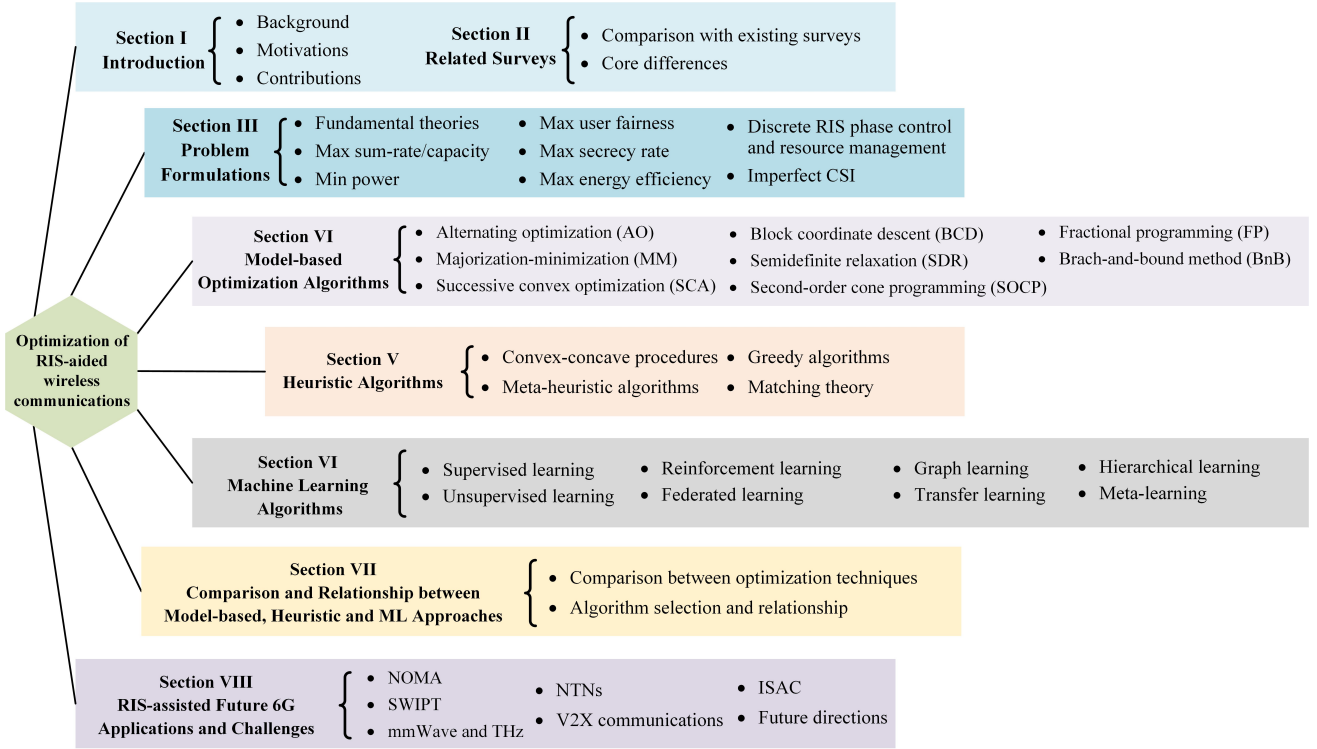 Optimization of
RIS-aided
wireless
communications
Section I
Introduction
• Background
• Motivations
• Contributions
Section II
Related Surveys
• Comparison with existing surveys
• Core differences
Section III
Problem
Formulations
• Fundamental theories
• Max sum-rate/capacity
• Min power
• Max user fairness
• Max secrecy rate
• Max energy efficiency
• Discrete RIS phase control
and resource management
• Imperfect CSI
Section VI
Model-based
Optimization Algorithms
• Alternating optimization (AO)
• Majorization-minimization (MM)
• Successive convex optimization (SCA)
• Block coordinate descent (BCD)
• Semidefinite relaxation (SDR)
• Second-order cone programming (SOCP)
• Fractional programming (FP)
• Brach-and-bound method (BnB)
Section V
Heuristic Algorithms
• Convex-concave procedures
• Meta-heuristic algorithms
• Greedy algorithms
• Matching theory
Section VI
Machine Learning
Algorithms
• Supervised learning
• Unsupervised learning
• Reinforcement learning
• Federated learning
• Graph learning
• Transfer learning
• Hierarchical learning
• Meta-learning
Section VII
Comparison and Relationship between
Model-based, Heuristic and ML Approaches
• Comparison between optimization techniques
• Algorithm selection and relationship
Section VIII
RIS-assisted Future 6G
Applications and Challenges
• NOMA
• SWIPT
• mmWave and THz
• NTNs
• V2X communications
• ISAC
• Future directions